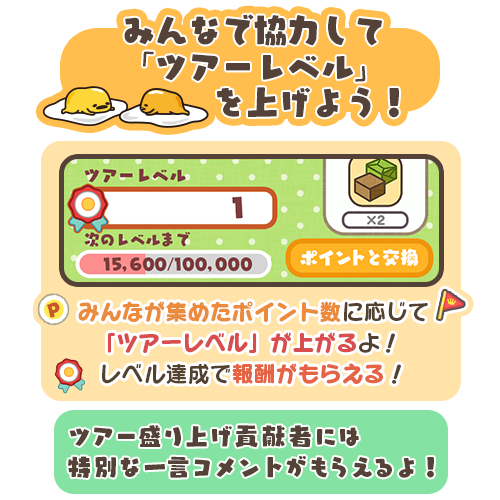 みんなで協力して
「ツアーレベル」
を上げよう！
ツアーレベル
1
×2
次のレベルまで
15,600/100,000
ポイントと交換
P
みんなが集めたポイント数に応じて
「ツアーレベル」が上がるよ！
レベル達成で報酬がもらえる！
ツアー盛り上げ貢献者には
特別な一言コメントがもらえるよ！